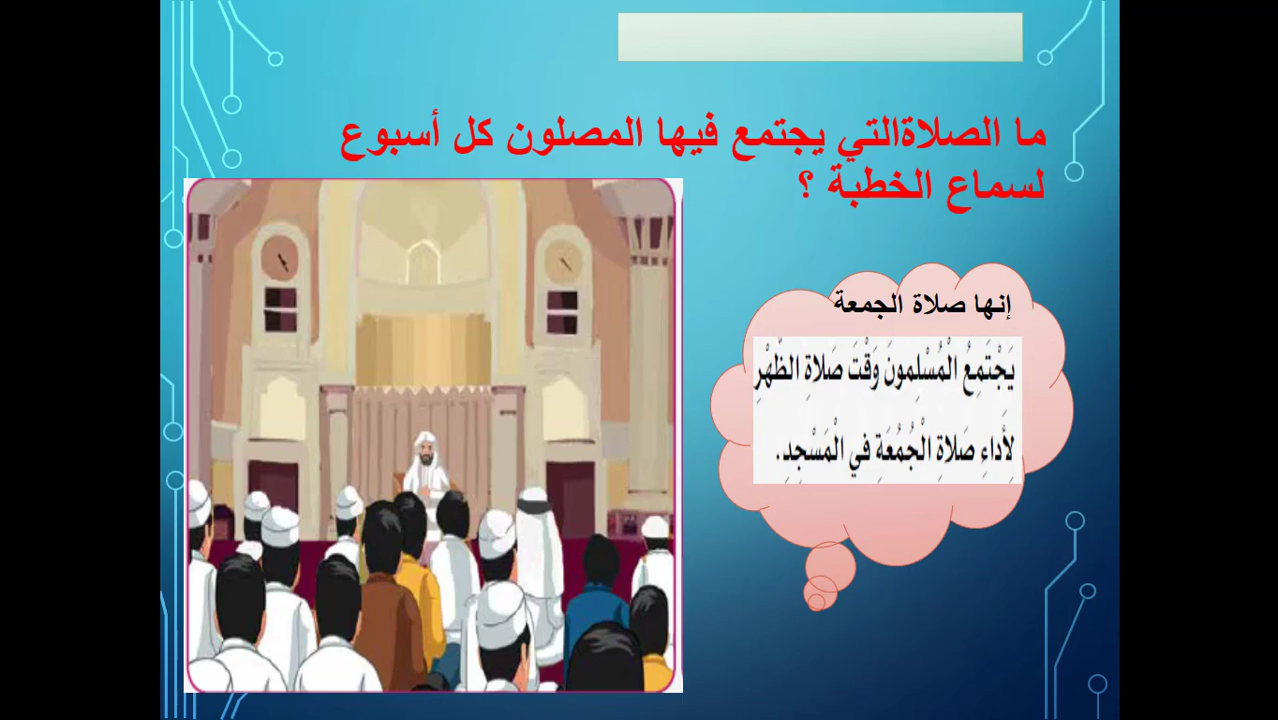 ما الصلاةالتي يجتمع فيها المصلون كل أسبوع
لسماع الخطبة ؟
إنها صلاة الجمعة
يَجْتَمِعُ الْمُسْلِمونَ وَقْتَ صَلاةِ الظُّهْرِ
لأَداءِ صَلاةِ الْجُمُعَةِ في الْمَسْجِدِ.